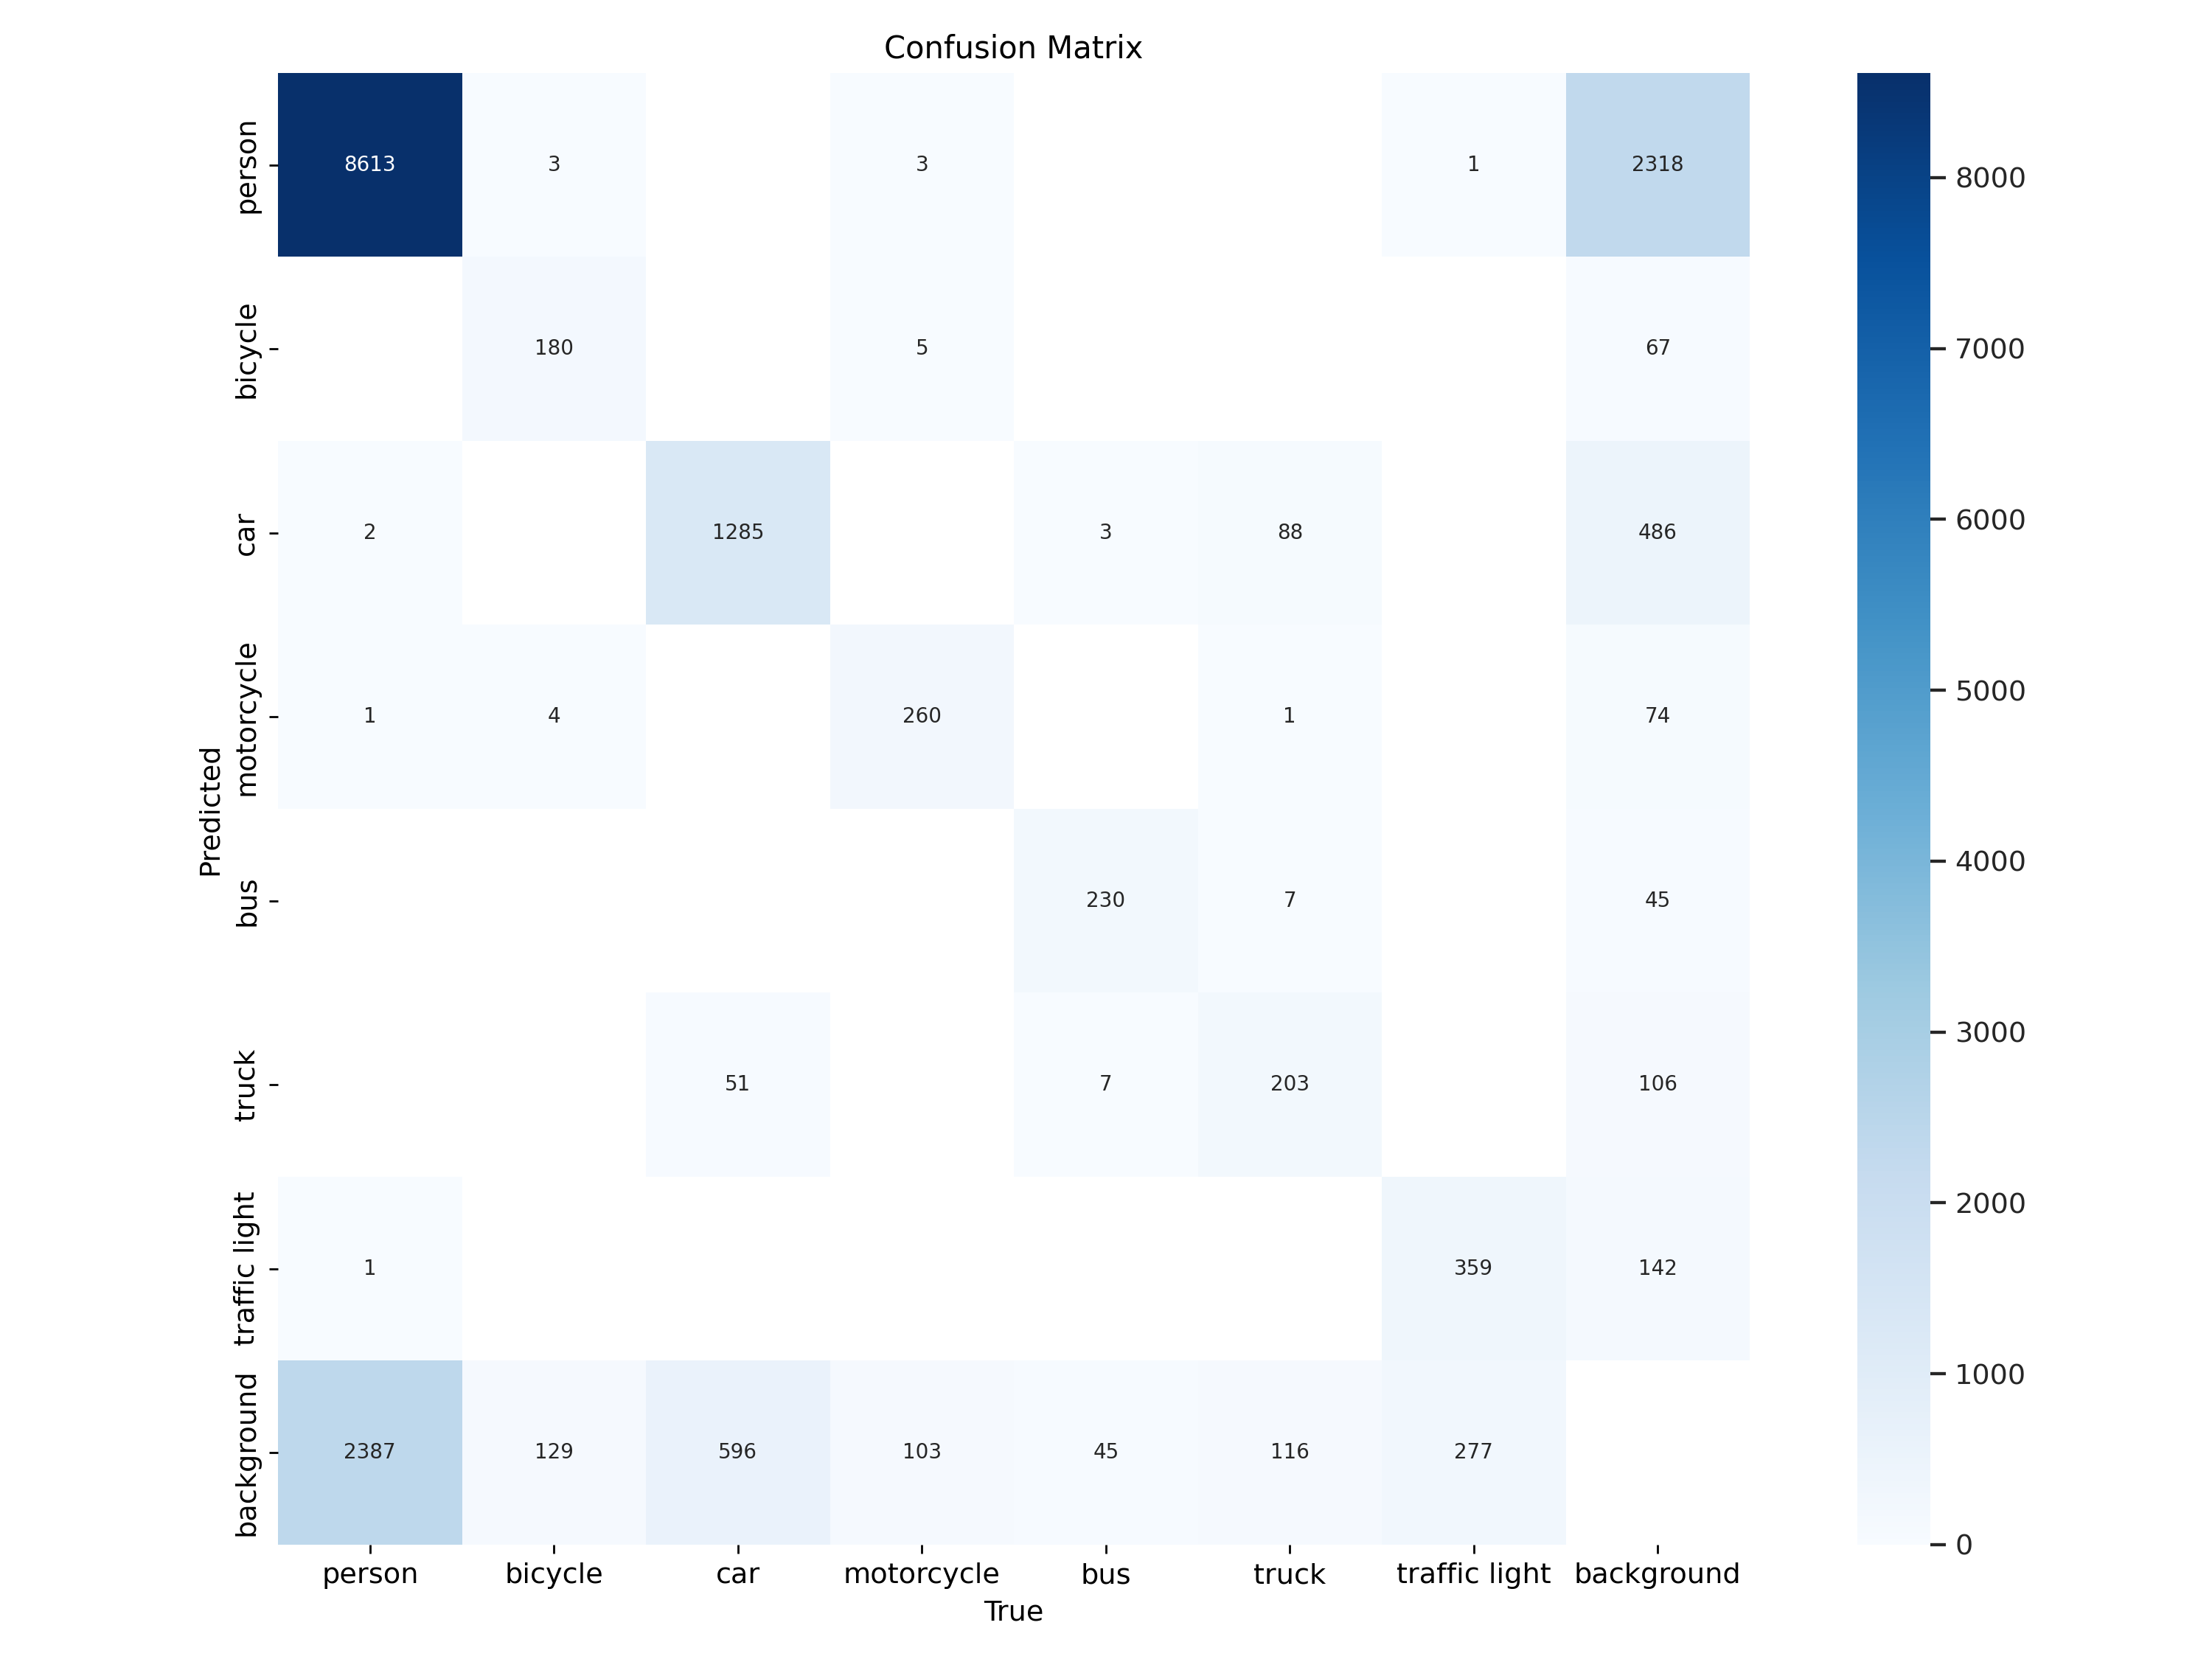 Confusion Matrix
person 8613 3 3 1 2318
bicycle 180 5 67
car 2 1285 3 88 486
motorcycle 1 4 260 1 74
bus 230 7 45
truck 51 7 203 106
traffic light 1 359 142
background 2387 129 596 103 45 116 277
person bicycle car motorcycle bus truck traffic light background
True
Predicted
8000
7000
6000
5000
4000
3000
2000
1000
0